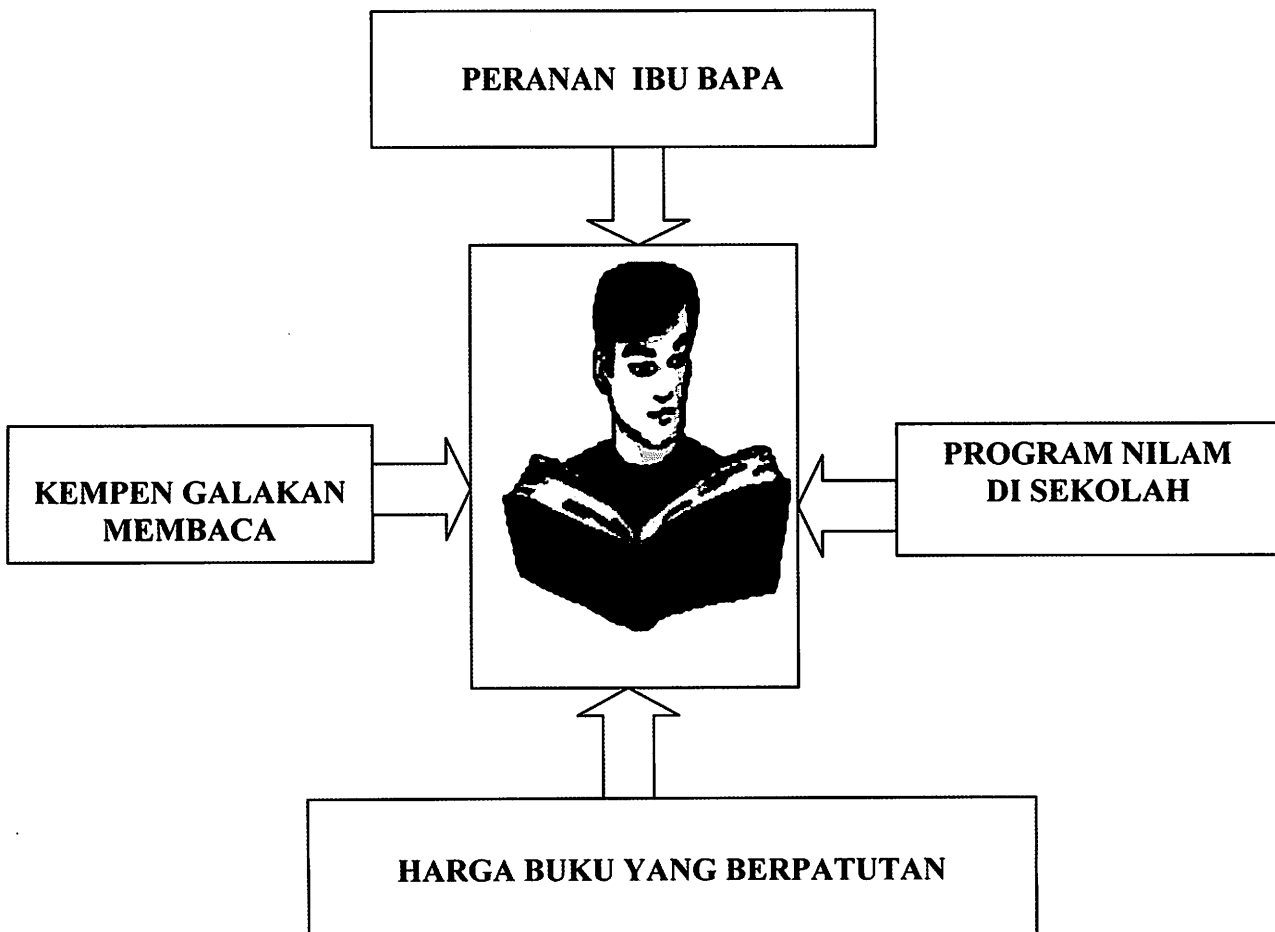 PERANAN IBU BAPA
KEMPEN GALAKAN
MEMBACA
PROGRAM NILAM
DI SEKOLAH
HARGA BUKU YANG BERPATUTAN